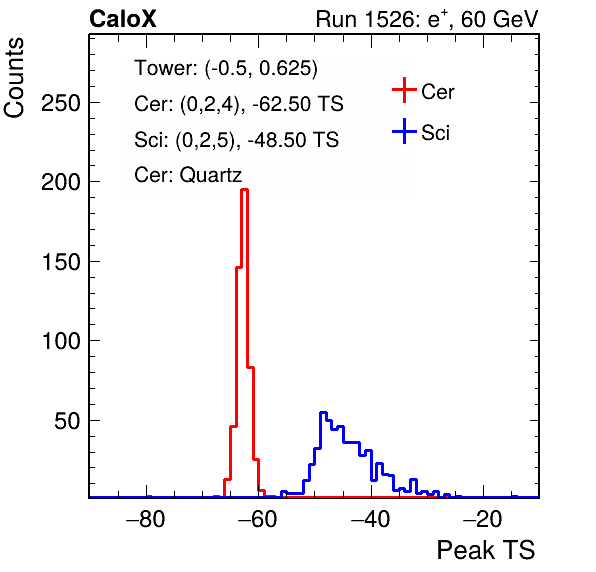 CaloX Run 1526: e⁺, 60 GeV
Counts
Tower: (-0.5, 0.625)
Cer: (0,2,4), -62.50 TS
Sci: (0,2,5), -48.50 TS
Cer: Quartz
Cer
Sci
250
200
150
100
50
−80 −60 −40 −20
Peak TS